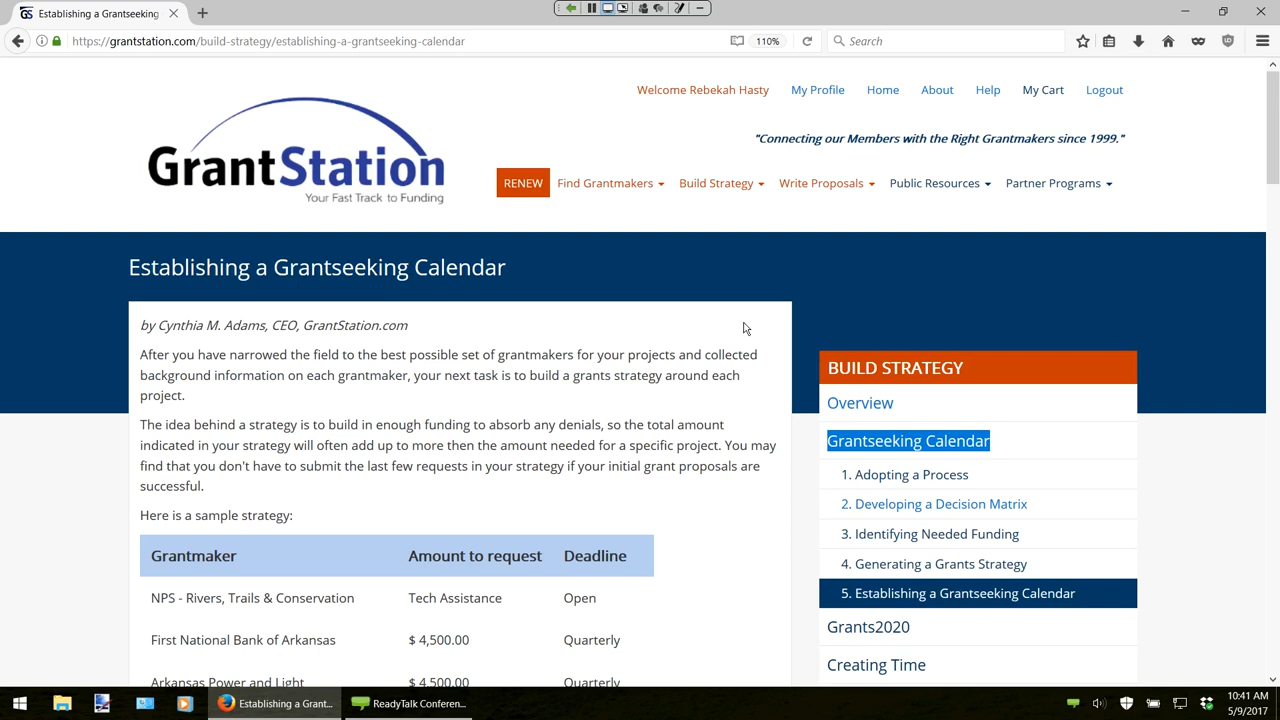 Establishing a Grantseeking
https://grantstation.com/build-strategy/establishing-a-grantseeking-calendar
110%
Search
Welcome Rebekah Hasty My Profile Home About Help My Cart Logout
"Connecting our Members with the Right Grantmakers since 1999."
GrantStation
Your Fast Track to Funding
RENEW Find Grantmakers Build Strategy Write Proposals Public Resources Partner Programs
Establishing a Grantseeking Calendar
by Cynthia M. Adams, CEO, GrantStation.com
After you have narrowed the field to the best possible set of grantmakers for your projects and collected
background information on each grantmaker, your next task is to build a grants strategy around each
project.
The idea behind a strategy is to build in enough funding to absorb any denials, so the total amount
indicated in your strategy will often add up to more then the amount needed for a specific project. You may
find that you don't have to submit the last few requests in your strategy if your initial grant proposals are
successful.
Here is a sample strategy:
Grantmaker Amount to request Deadline
NPS - Rivers, Trails & Conservation Tech Assistance Open
First National Bank of Arkansas $ 4,500.00 Quarterly
Arkansas Power and Light $ 4,500.00 Quarterly
BUILD STRATEGY
Overview
Grantseeking Calendar
1. Adopting a Process
2. Developing a Decision Matrix
3. Identifying Needed Funding
4. Generating a Grants Strategy
5. Establishing a Grantseeking Calendar
Grants2020
Creating Time
Establishing a Grant...
ReadyTalk Conferen...
10:41 AM
5/9/2017